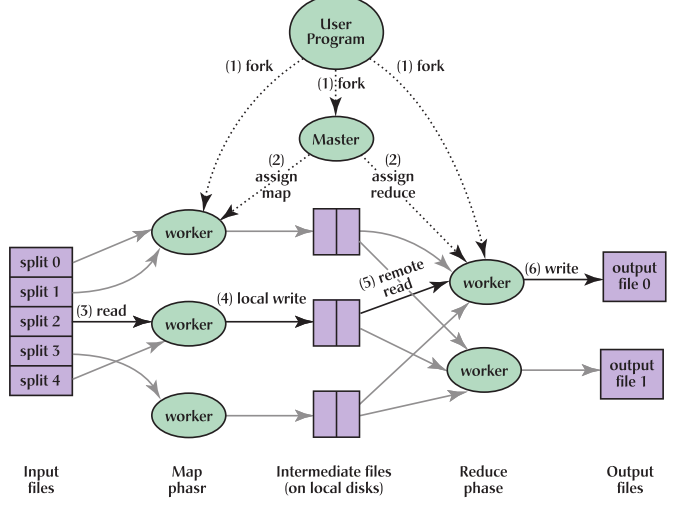 User
Program
(1) fork
(1) fork
(1) fork
Master
(2)
assign
map
(2)
assign
reduce
worker
split 0
split 1
split 2
split 3
split 4
(3) read
worker
(4) local write
(5) remote
read
worker
(6) write
output
file 0
worker
output
file 1
worker
Input
files
Map
phasr
Intermediate files
(on local disks)
Reduce
phase
Output
files